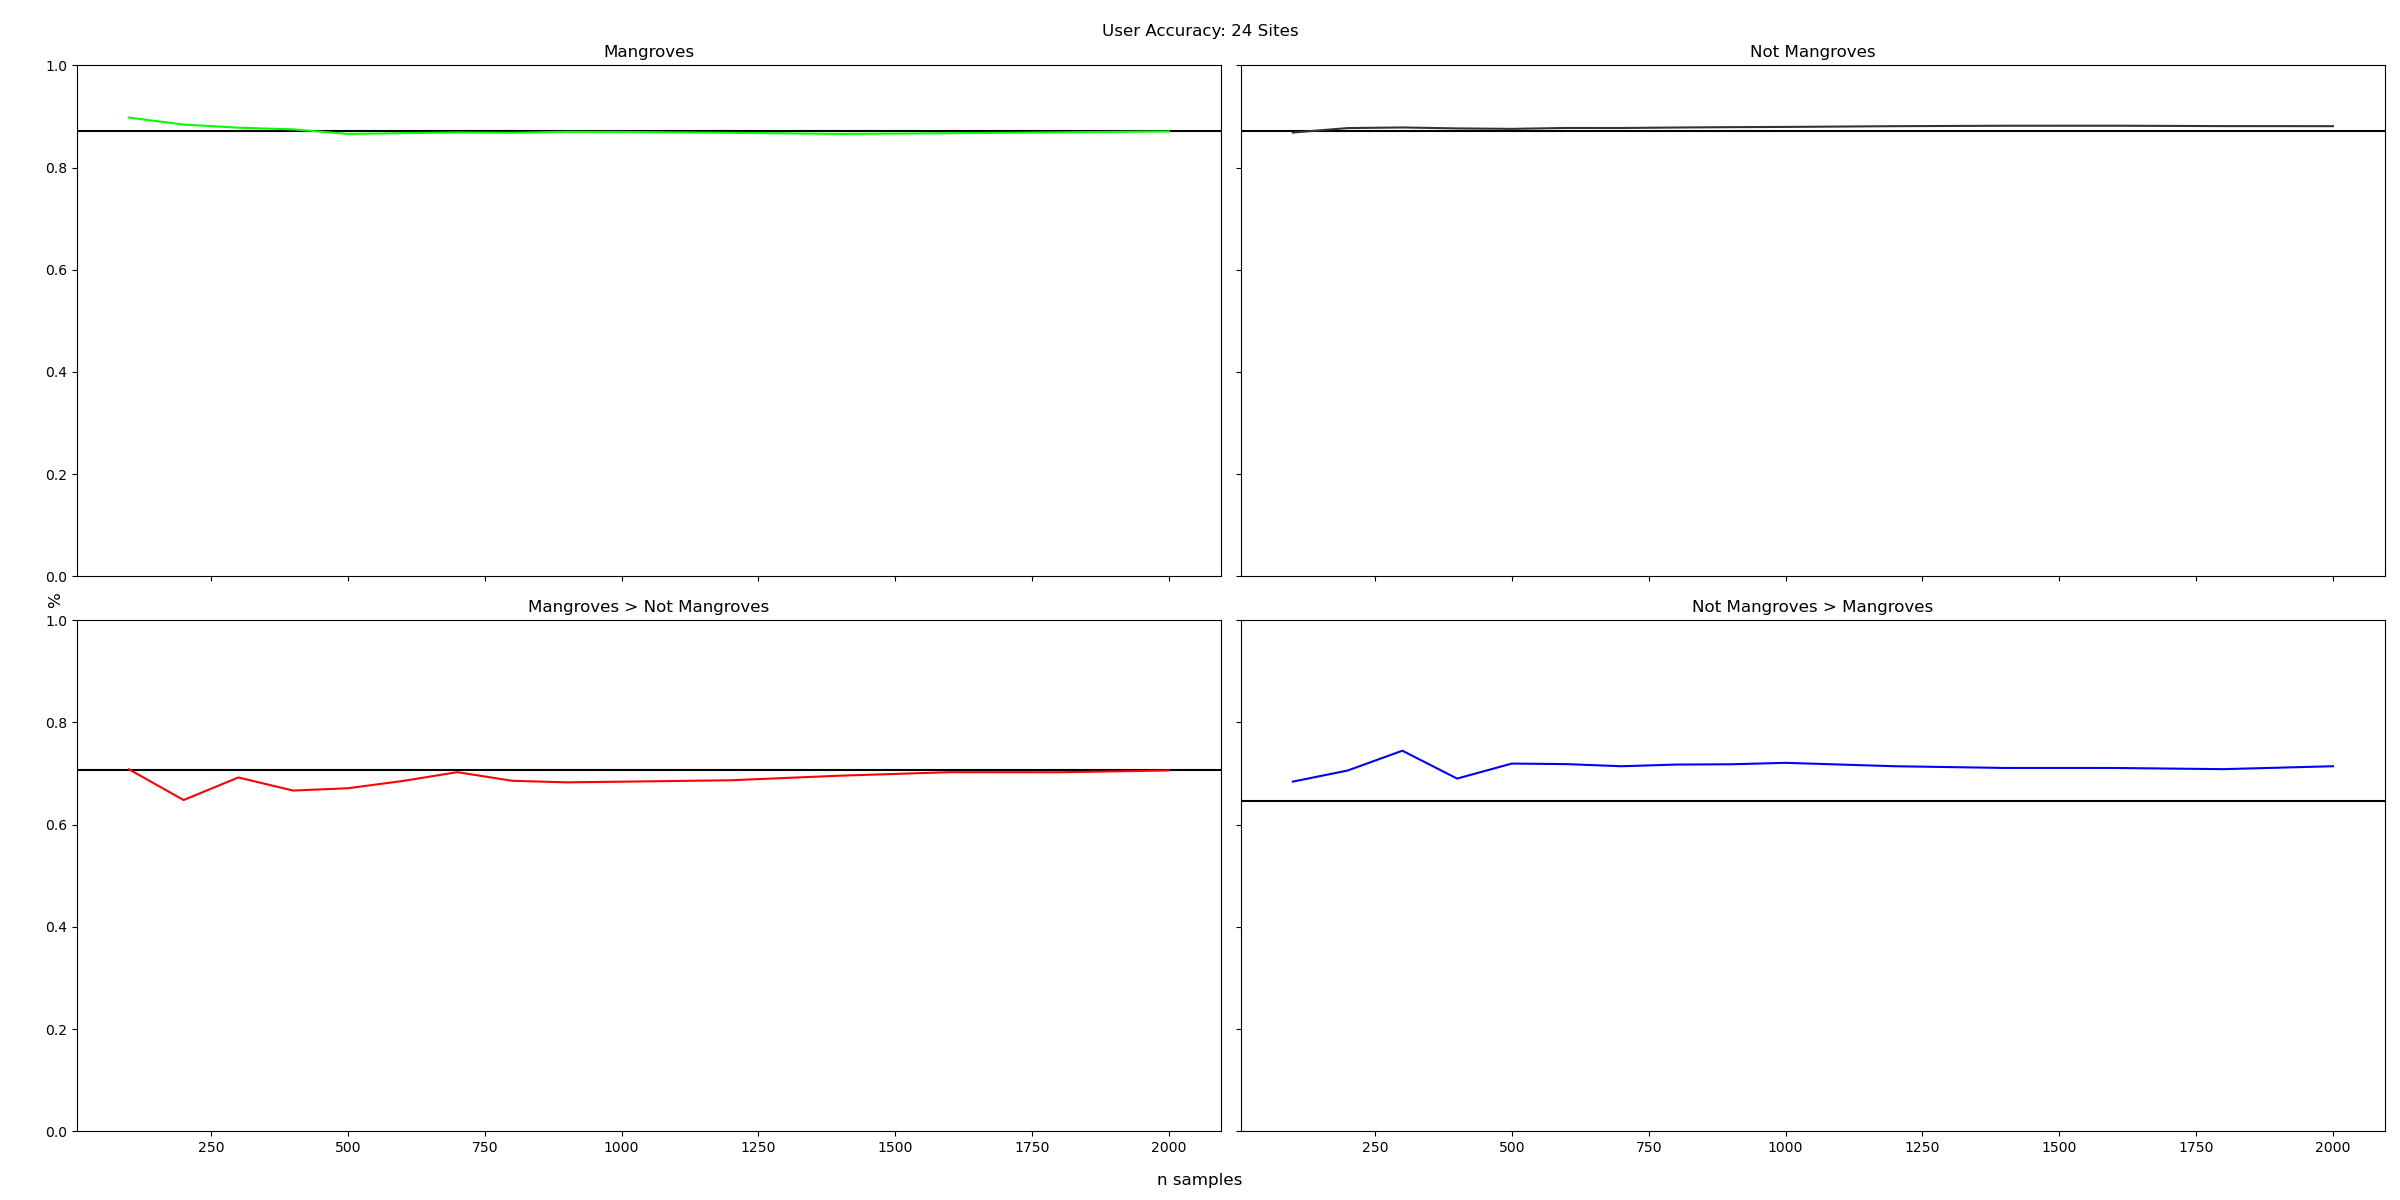 User Accuracy: 24 Sites
Mangroves
Not Mangroves
1.0
0.8
0.6
0.4
0.2
0.0
%
Mangroves > Not Mangroves
Not Mangroves > Mangroves
1.0
0.8
0.6
0.4
0.2
0.0
250 500 750 1000 1250 1500 1750 2000
250 500 750 1000 1250 1500 1750 2000
n samples